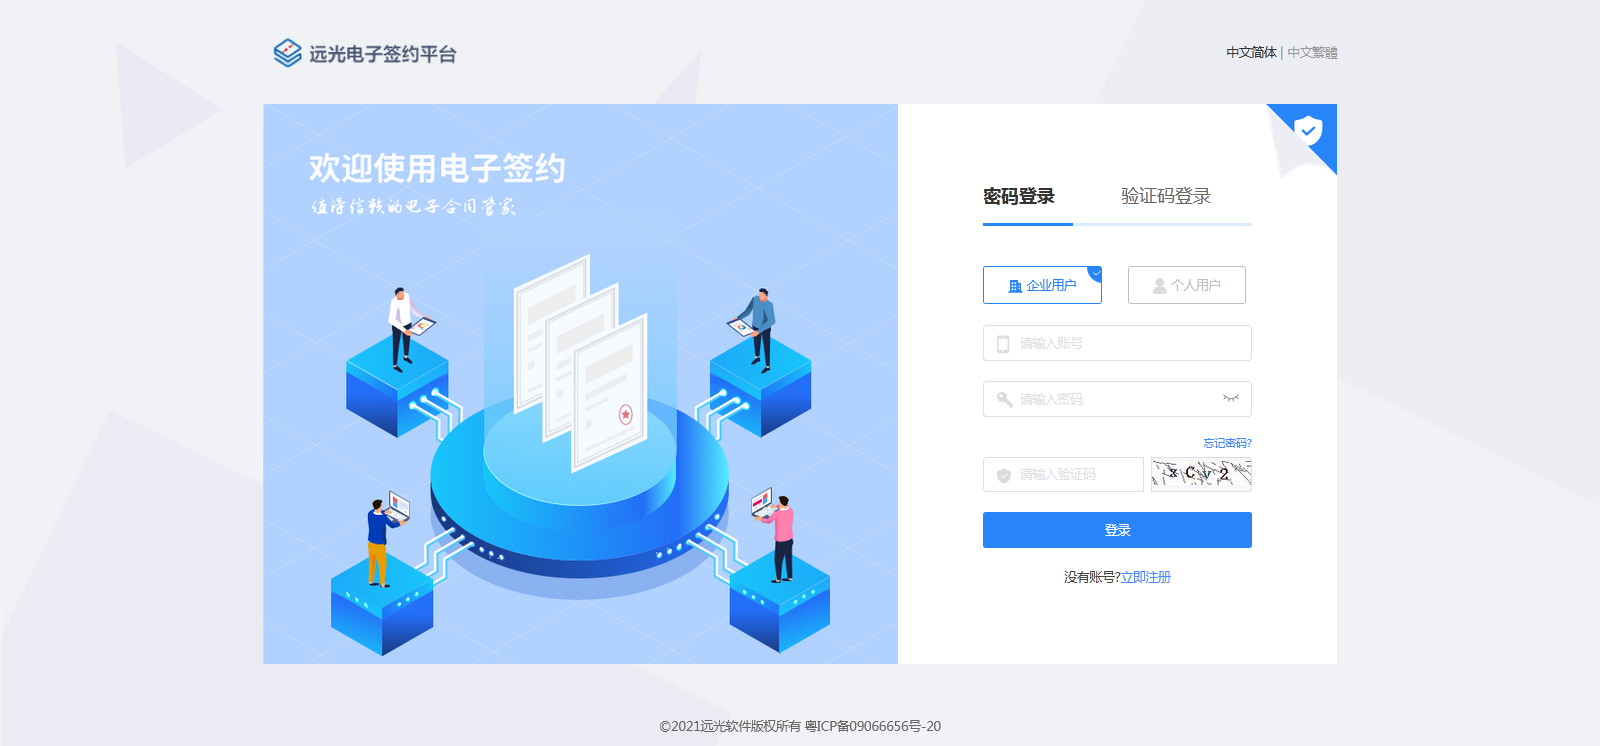 远光电子签约平台
中文简体 | 中文繁體
欢迎使用电子签约
值得信赖的电子合同管家
密码登录
验证码登录
企业用户
个人用户
请输入账号
请输入密码
忘记密码?
请输入验证码
xCv2
登录
没有账号?立即注册
©2021远光软件版权所有 粤ICP备09066656号-20